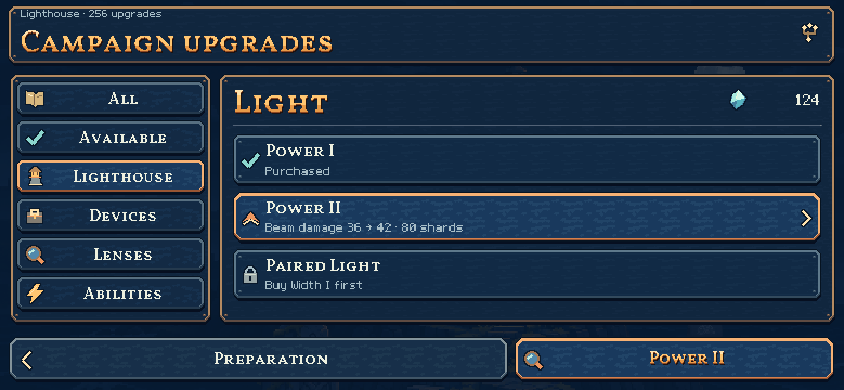 Lighthouse · 256 upgrades
Campaign upgrades
All
Available
Lighthouse
Devices
Lenses
Abilities
Light
124
Power I
Purchased
Power II
Beam damage 36 → 42 · 80 shards
Paired Light
Buy Width I first
Preparation
Power II